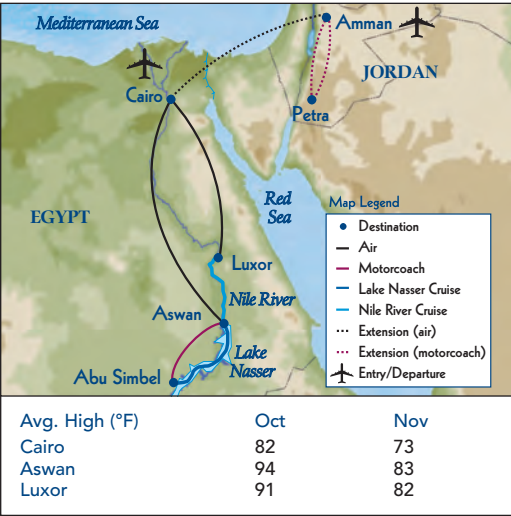 Mediterranean Sea
Amman
JORDAN
Cairo
Petra
EGYPT
Red
Sea
Luxor
Nile River
Aswan
Lake
Nasser
Abu Simbel
Map Legend
Destination
Air
Motorcoach
Lake Nasser Cruise
Nile River Cruise
Extension (air)
Extension (motorcoach)
Entry/Departure
Avg. High (°F) Oct Nov
Cairo 82 73
Aswan 94 83
Luxor 91 82